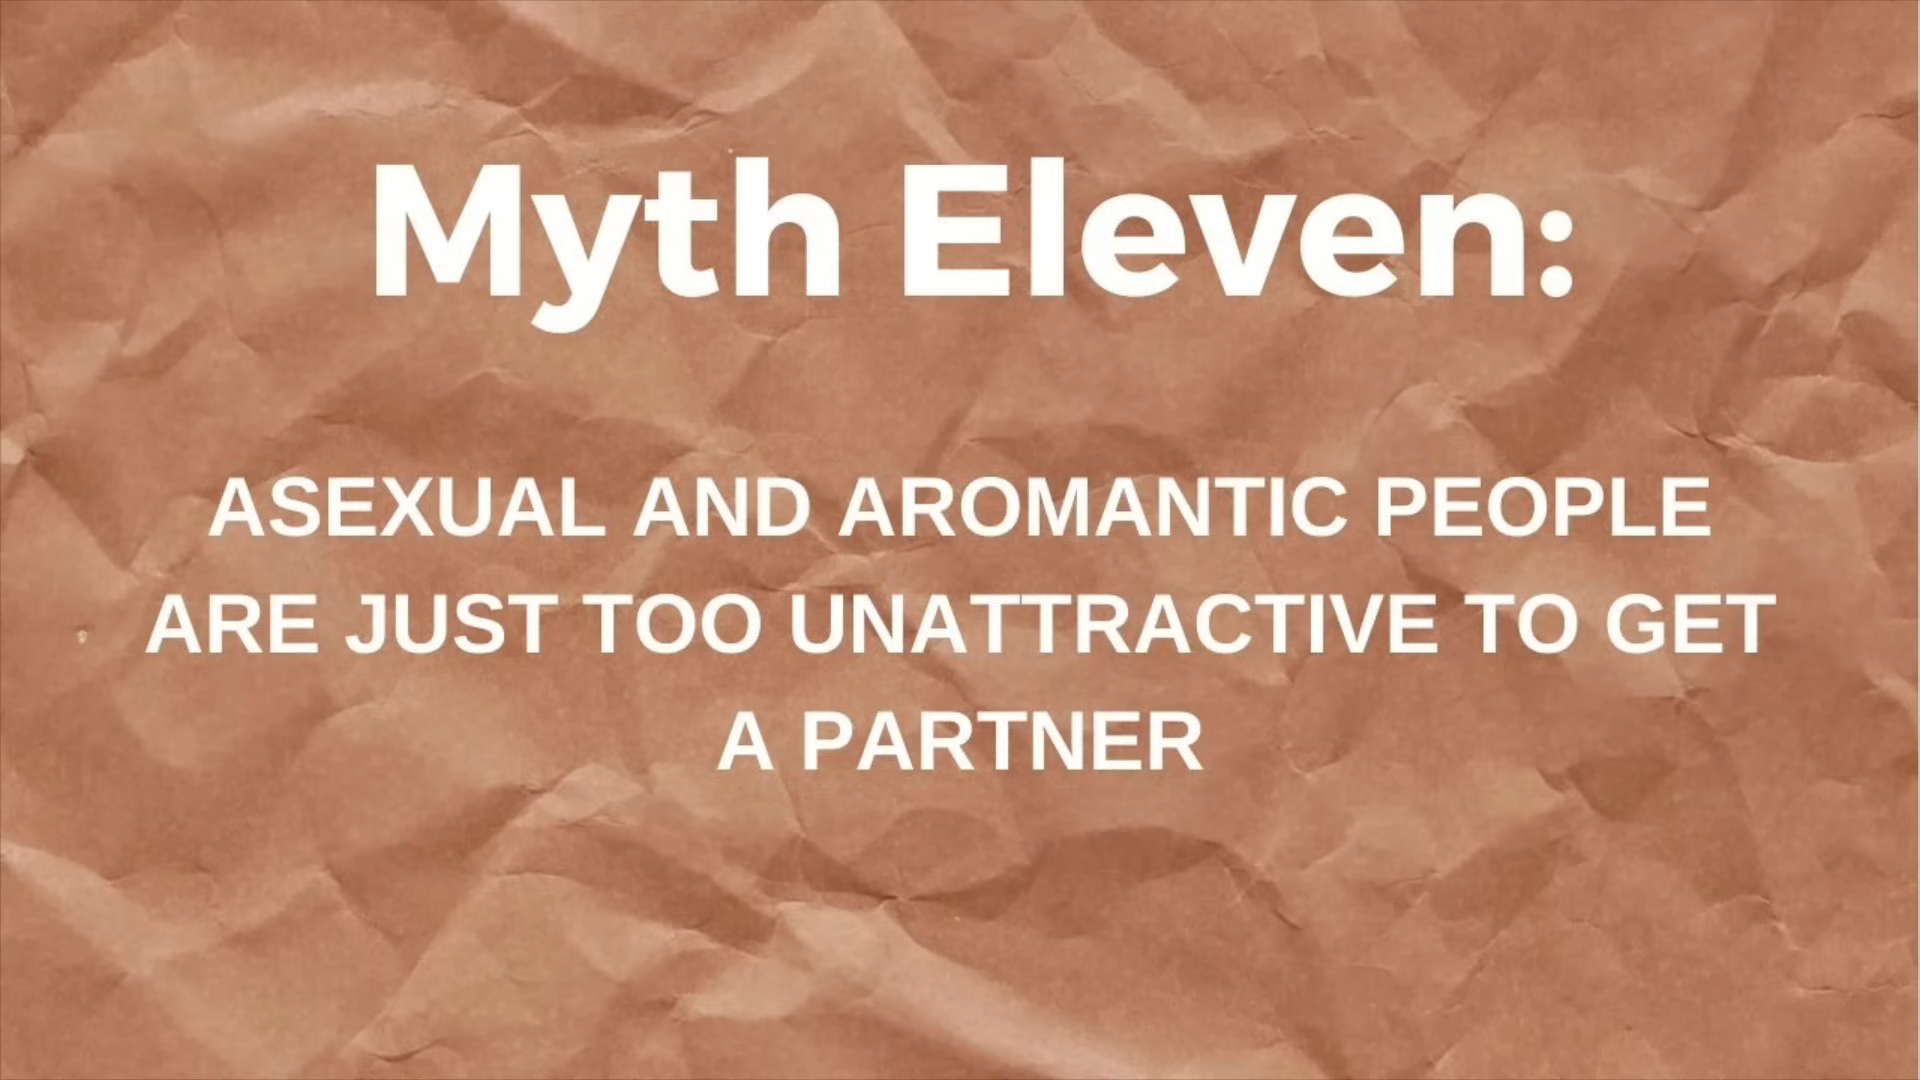 Myth Eleven:
ASEXUAL AND AROMANTIC PEOPLE
ARE JUST TOO UNATTRACTIVE TO GET
A PARTNER